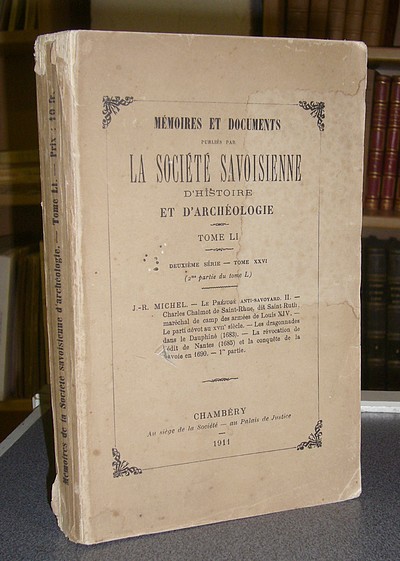 MÉMOIRES ET DOCUMENTS
PUBLIÉS PAR
LA SOCIÉTÉ SAVOISIENNE
D'HISTOIRE
ET D'ARCHÉOLOGIE
TOME LI
DEUXIÈME SÉRIE — TOME XXVI
(2me partie du tome L)
J.-R. MICHEL. — LE PRÉJUGÉ ANTI-SAVOYARD. II. —
Charles Chalmot de Saint-Rhue, dit Saint-Ruth,
maréchal de camp des armées de Louis XIV. —
Le parti dévot au XVIIe siècle. — Les dragonnades
dans le Dauphiné (1683). — La révocation de
l'édit de Nantes (1685) et la conquête de la
Savoie en 1690. — 1re partie.
CHAMBÉRY
Au siège de la Société — au Palais de Justice
1911
Mémoires de la Société savoisienne d'archéologie. — Tome LI. — Prix : 10 fr.